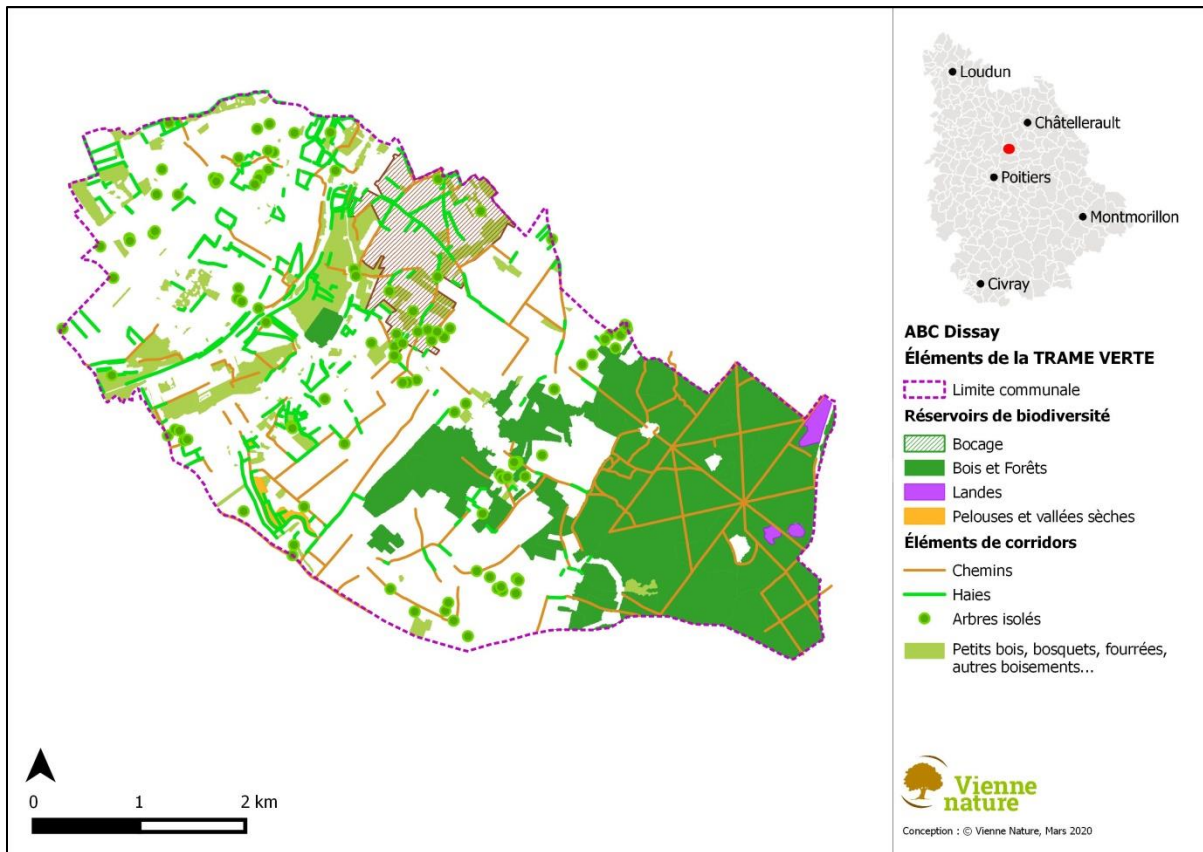 Loudun
Châtellerault
Poitiers
Montmorillon
Civray
ABC Dissay
Éléments de la TRAME VERTE
Limite communale
Réservoirs de biodiversité
Bocage
Bois et Forêts
Landes
Pelouses et vallées sèches
Éléments de corridors
Chemins
Haies
Arbres isolés
Petits bois, bosquets, fourrées,
autres boisements...
0 1 2 km
Vienne
nature
Conception : © Vienne Nature, Mars 2020